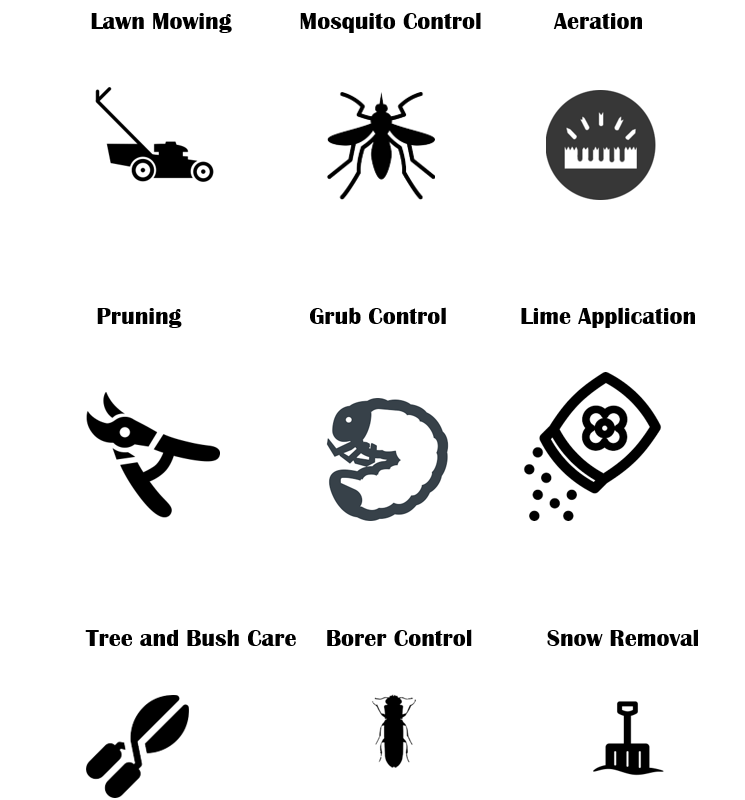 Lawn Mowing
Mosquito Control
Aeration
Pruning
Grub Control
Lime Application
Tree and Bush Care
Borer Control
Snow Removal